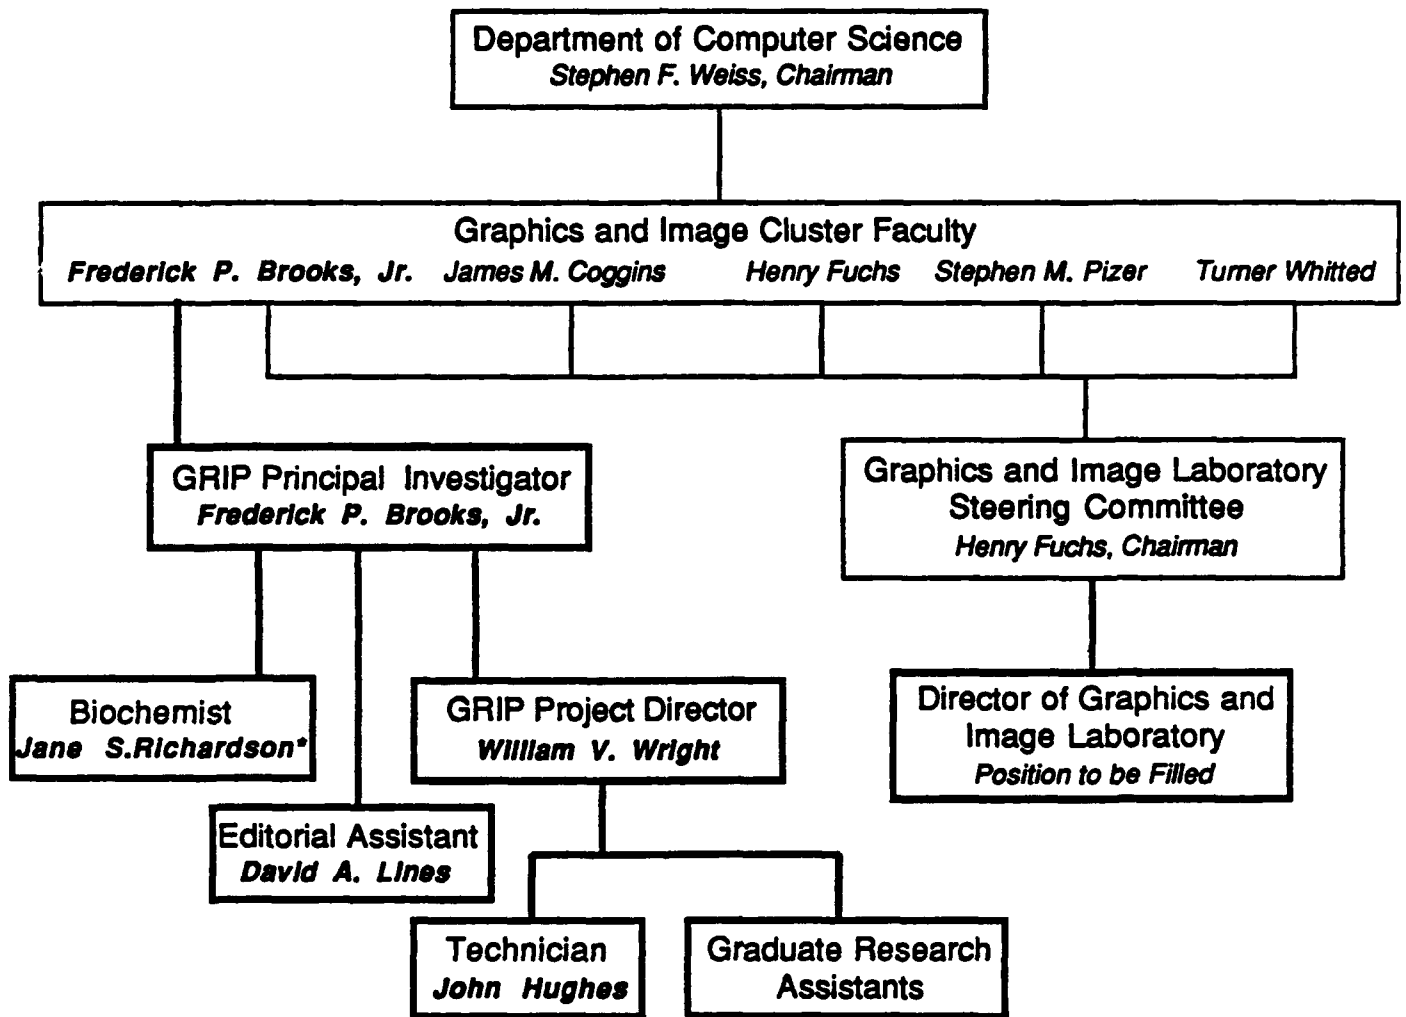 Department of Computer Science
Stephen F. Weiss, Chairman
Graphics and Image Cluster Faculty
Frederick P. Brooks, Jr. James M. Coggins Henry Fuchs Stephen M. Pizer Turner Whitted
GRIP Principal Investigator
Frederick P. Brooks, Jr.
Graphics and Image Laboratory
Steering Committee
Henry Fuchs, Chairman
Biochemist
Jane S.Richardson*
GRIP Project Director
William V. Wright
Director of Graphics and
Image Laboratory
Position to be Filled
Editorial Assistant
David A. Lines
Technician
John Hughes
Graduate Research
Assistants